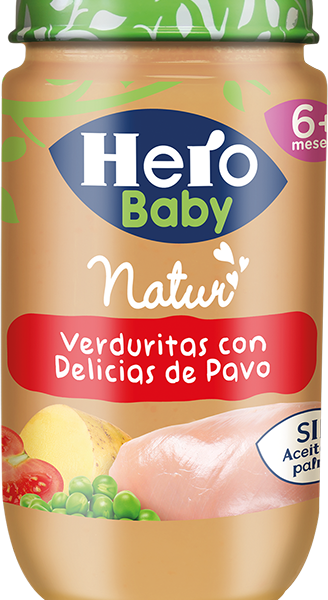 6+
mese
Hero
Baby
Natur
Verduritas con
Delicias de Pavo
SI
Aceit
pal